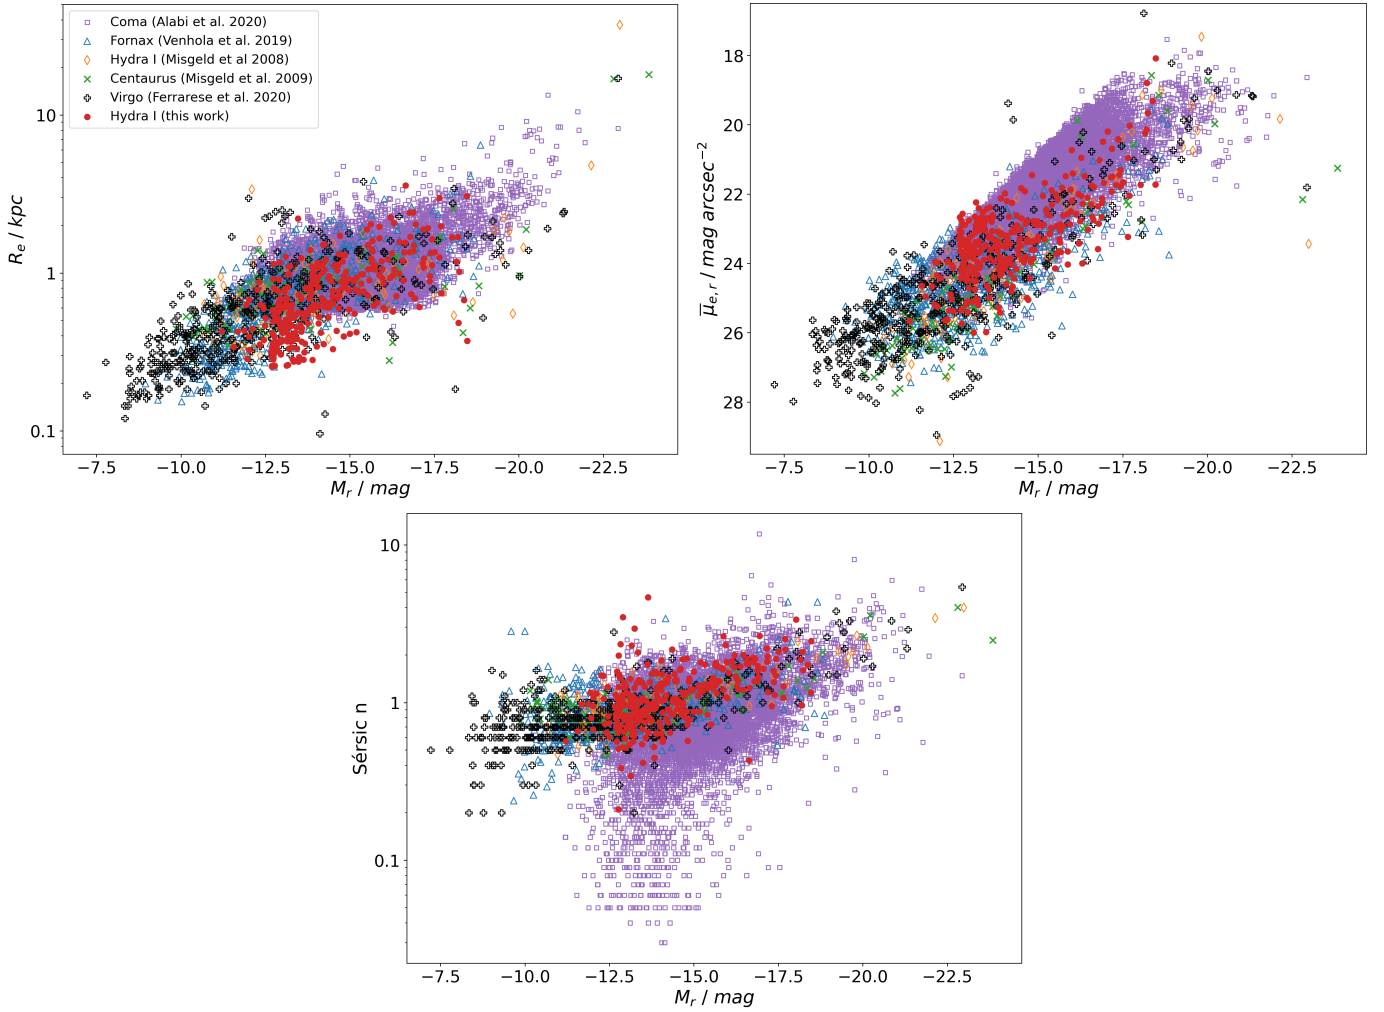 Coma (Alabi et al. 2020)
Fornax (Venhola et al. 2019)
Hydra I (Misgeld et al 2008)
Centaurus (Misgeld et al. 2009)
Virgo (Ferrarese et al. 2020)
Hydra I (this work)
10
1
0.1
R_e / kpc
−7.5 −10.0 −12.5 −15.0 −17.5 −20.0 −22.5
M_r / mag
18
20
22
24
26
28
μ̅_{e,r} / mag arcsec^{−2}
−7.5 −10.0 −12.5 −15.0 −17.5 −20.0 −22.5
M_r / mag
10
1
0.1
Sérsic n
−7.5 −10.0 −12.5 −15.0 −17.5 −20.0 −22.5
M_r / mag